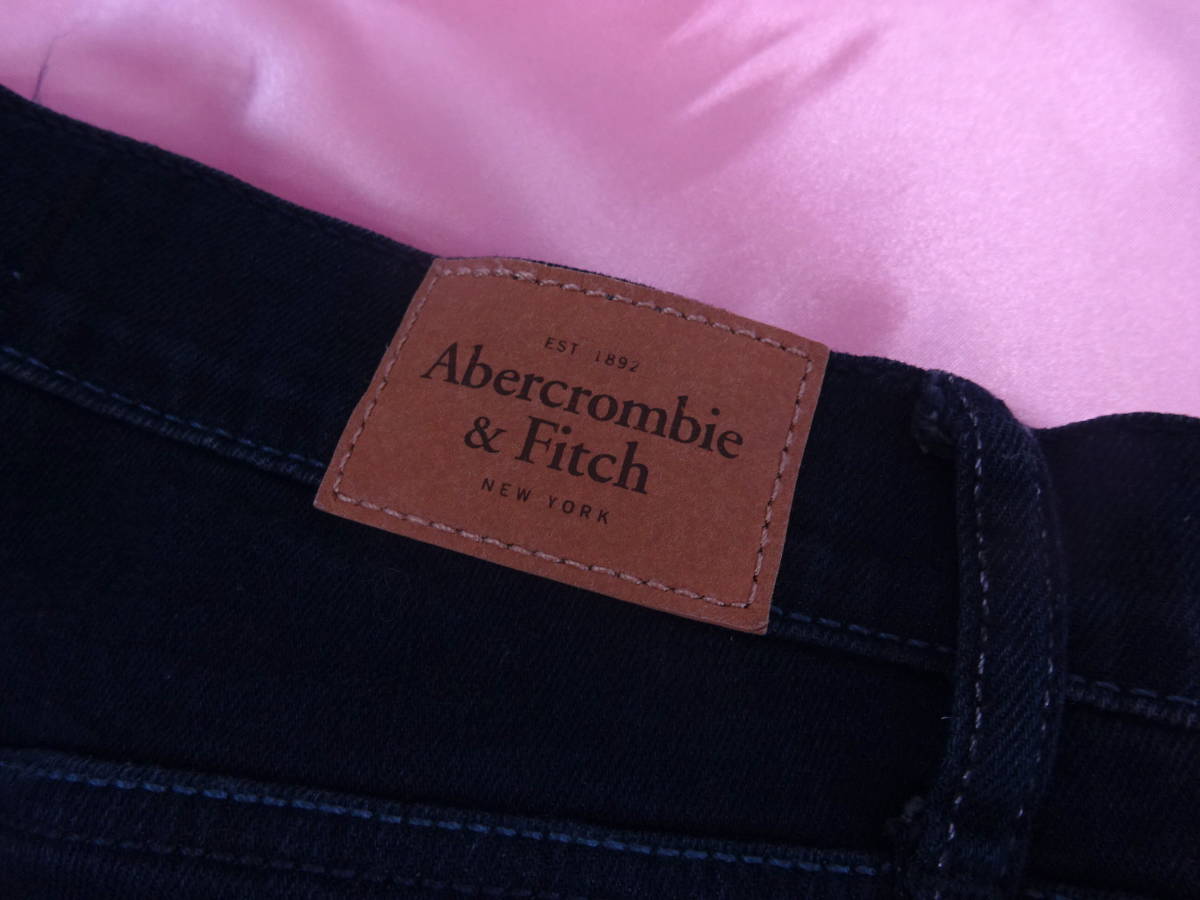 EST 1892
Abercrombie
& Fitch
NEW YORK